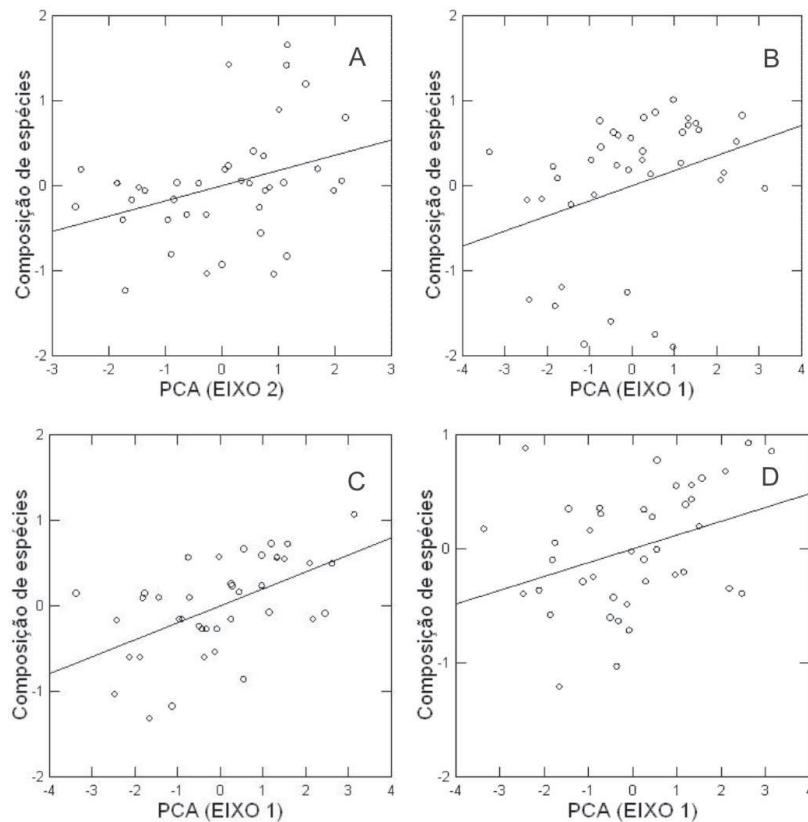 2
A
1
0
-1
-2
Composição de espécies
-3 -2 -1 0 1 2 3
PCA (EIXO 2)
2
B
1
0
-1
-2
Composição de espécies
-4 -3 -2 -1 0 1 2 3 4
PCA (EIXO 1)
2
C
1
0
-1
-2
Composição de espécies
-4 -3 -2 -1 0 1 2 3 4
PCA (EIXO 1)
1
D
0
-1
-2
Composição de espécies
-4 -3 -2 -1 0 1 2 3 4
PCA (EIXO 1)